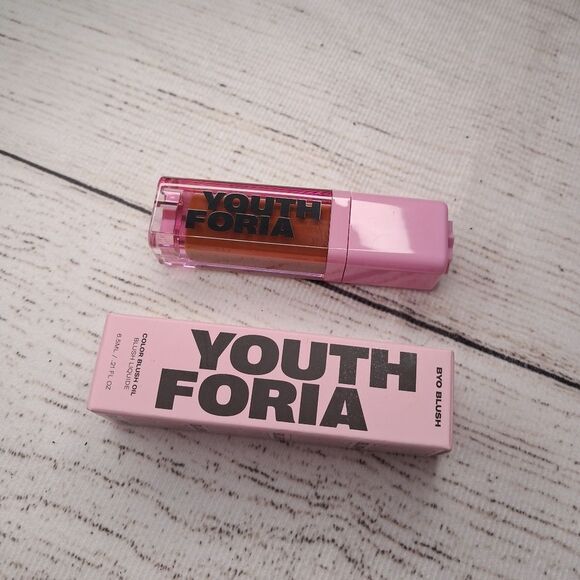 YOUTH
FORIA
YOUTH
FORIA
BYO BLUSH
COLOR BLUSH OIL
BLUSH LIQUIDE
6.5ML / .21 FL OZ